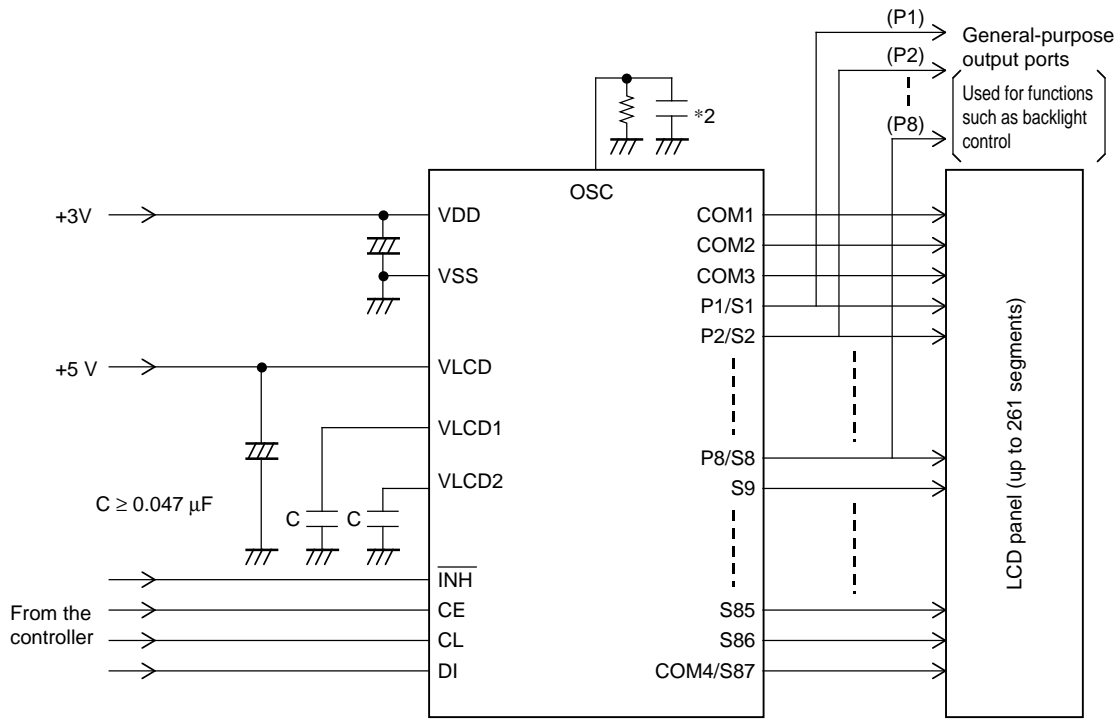 (P1)
General-purpose
output ports
(P2)
Used for functions
such as backlight
control
(P8)
*2
OSC
+3V
VDD
COM1
COM2
VSS
COM3
P1/S1
P2/S2
+5 V
VLCD
VLCD1
P8/S8
VLCD2
S9
C ≥ 0.047 μF
C
C
LCD panel (up to 261 segments)
INH
From the
controller
CE
S85
CL
S86
DI
COM4/S87